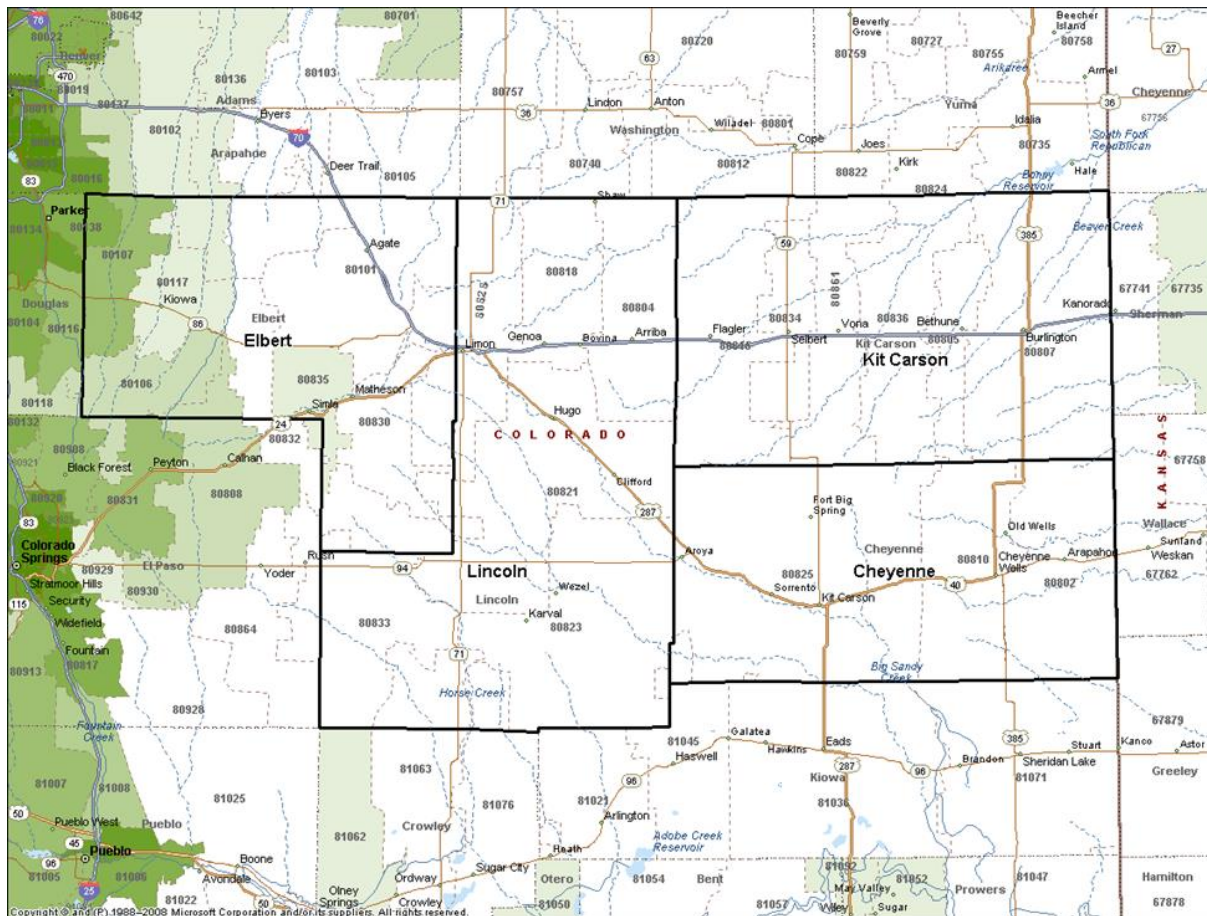 76
80642
80701
80720
80759
Beverly
Grove
80727
80755
Beecher
Island
80758
27
80022
Denver
470
80019
80136
80103
80757
63
Arikaree
Armel
80011
80137
Adams
Byers
36
Lindon
Anton
Yuma
36
Cheyenne
80102
70
Washington
80801
Idalia
67756
Arapahoe
Deer Trail
80740
80812
Cope
Joes
80735
South Fork
Republican
83
80016
80105
Kirk
80822
80824
Bonny
Reservoir
Hale
Parker
80138
71
Shaw
80134
80107
Agate
59
385
Beaver Creek
80117
80101
80818
80828
80861
67741
67735
Douglas
Kiowa
80804
Kanorado
80104
80116
86
Elbert
Elbert
Genoa
Bovina
Arriba
Flagler
80834
Vona
80836
Bethune
Sherman
Limon
80815
Seibert
Kit Carson
80805
Burlington
80807
Kit Carson
80106
80835
Matheson
80118
Simla
80830
80132
24
80832
Hugo
COLORADO
KANSAS
80908
Calhan
80921
Black Forest
Peyton
67758
80920
80831
80808
80821
Clifford
Fort Big
Spring
83
287
Old Wells
Wallace
Colorado
Springs
80929
El Paso
Rush
Aroya
Cheyenne
80810
Cheyenne
Wells
Arapahoe
Sunland
Weskan
Stratmoor Hills
Yoder
94
Lincoln
80825
Cheyenne
80802
67762
80930
Wezel
Sorrento
40
115
Security
Lincoln
Kit Carson
Widefield
80864
80833
Karval
80823
Fountain
80913
80817
71
Big Sandy
Creek
Horse Creek
80928
Fountain
Creek
67879
81045
Galatea
Eads
385
Stuart
Kanco
Astor
Haswell
Hawkins
Brandon
Sheridan Lake
81063
287
96
Greeley
81007
81008
81025
96
Kiowa
81071
81076
81021
81036
50
Pueblo West
Pueblo
81062
Crowley
Arlington
45
Adobe Creek
Reservoir
96
Pueblo
Boone
Heath
81092
81005
81006
Avondale
Ordway
Sugar City
81054
Bent
81052
81047
Hamilton
25
81022
50
Olney
Springs
Crowley
Otero
81050
81057
May Valley
Wiley
Sugar
Prowers
67878
Copyright © and (P) 1988–2008 Microsoft Corporation and/or its suppliers. All rights reserved.